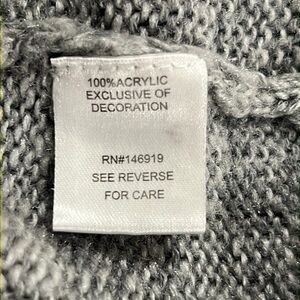 100%ACRYLIC
EXCLUSIVE OF
DECORATION
RN#146919
SEE REVERSE
FOR CARE